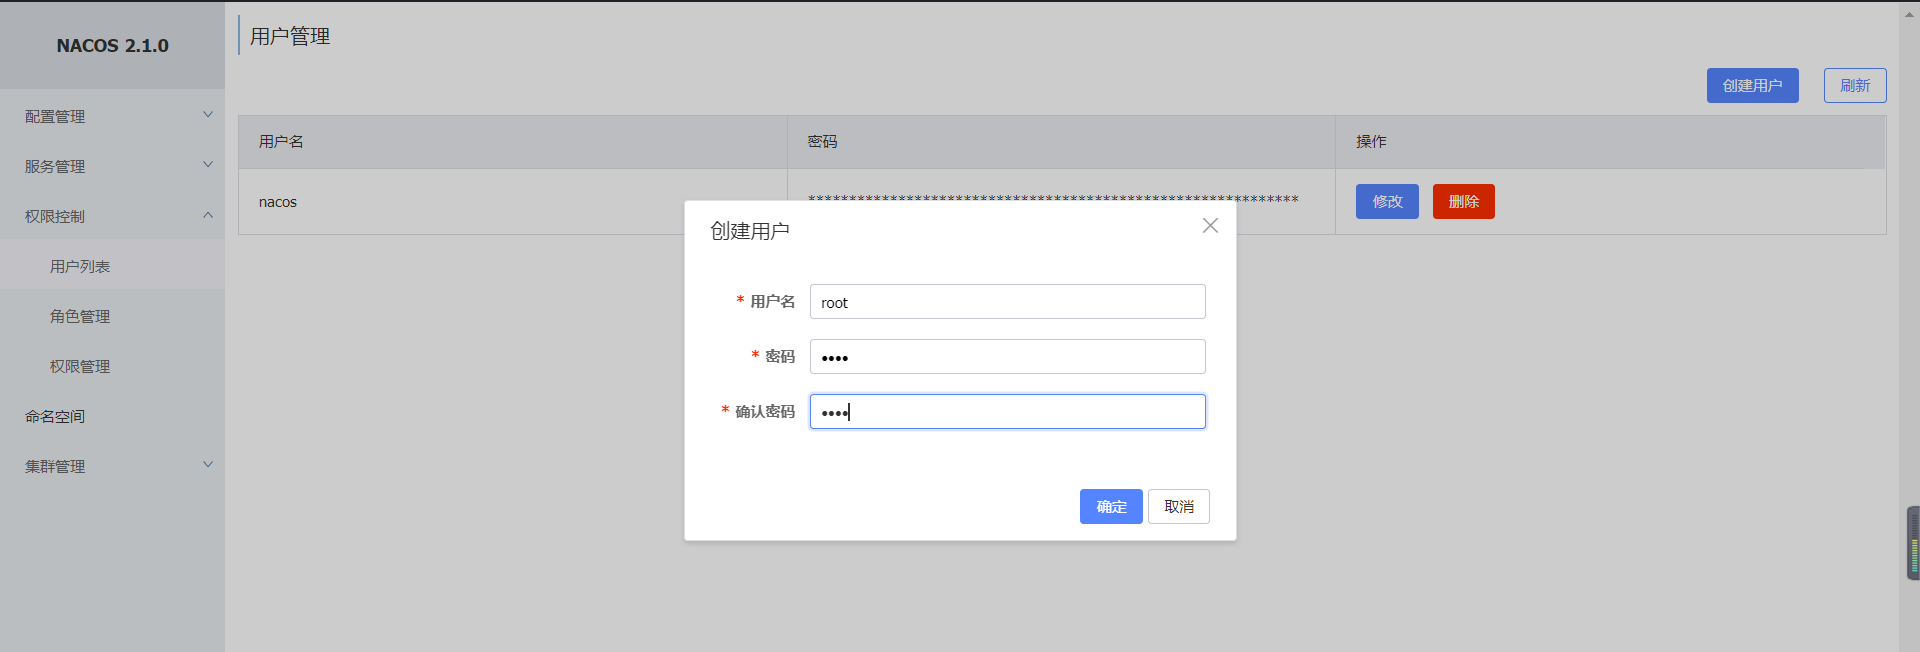 NACOS 2.1.0
配置管理
服务管理
权限控制
用户列表
角色管理
权限管理
命名空间
集群管理
用户管理
创建用户 刷新
用户名 密码 操作
nacos ************************************************************ 修改 删除
创建用户
* 用户名 root
* 密码 ••••
* 确认密码 ••••
确定 取消